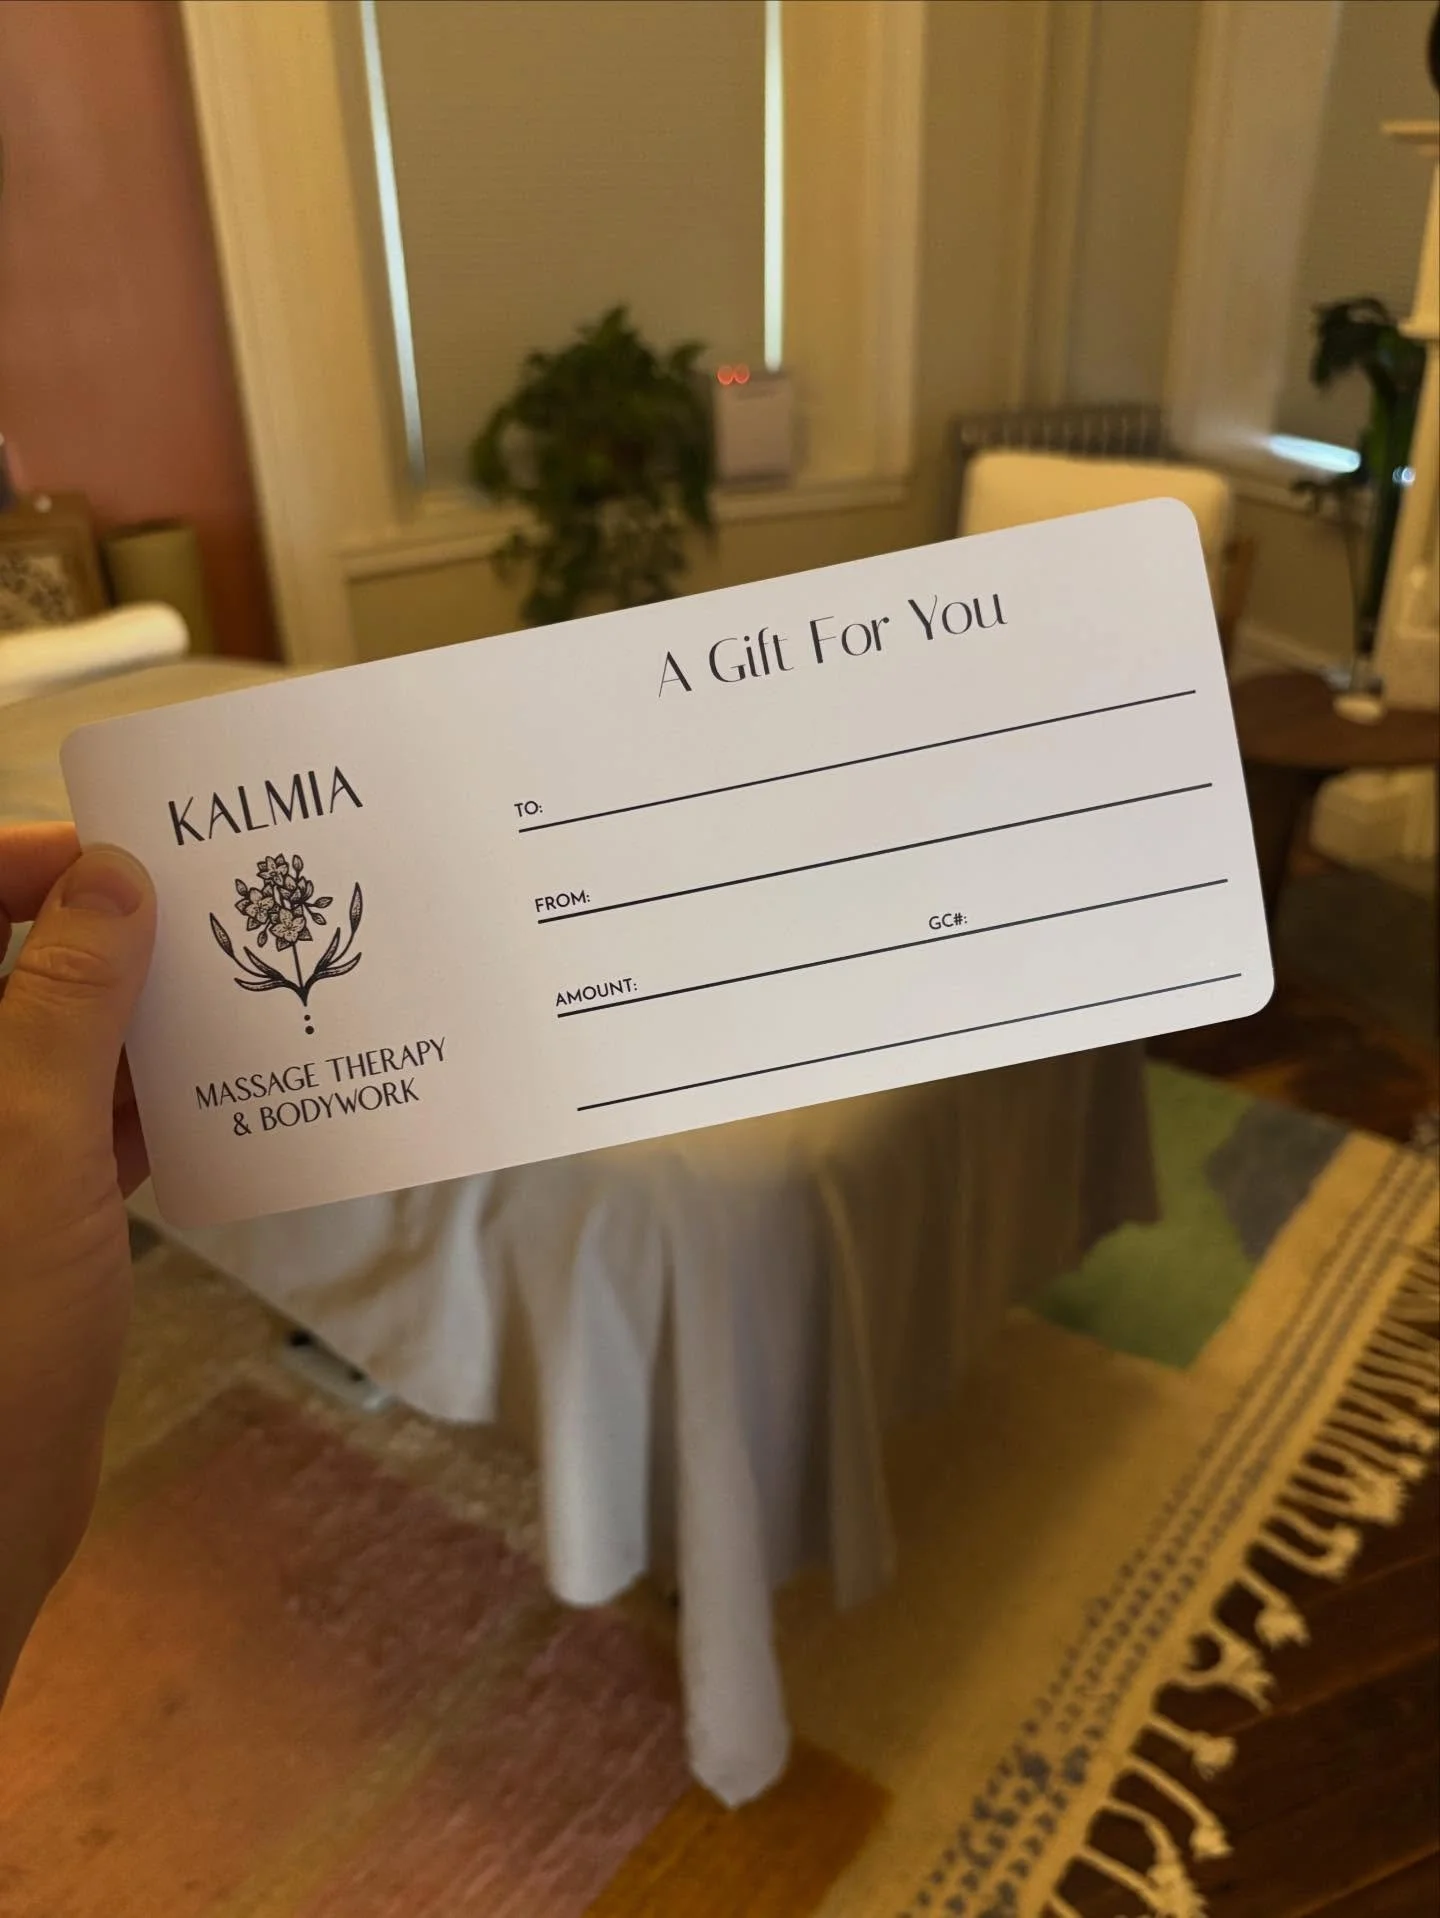 KALMIA
MASSAGE THERAPY
& BODYWORK
A Gift For You
TO:
FROM:
AMOUNT:
GC#: